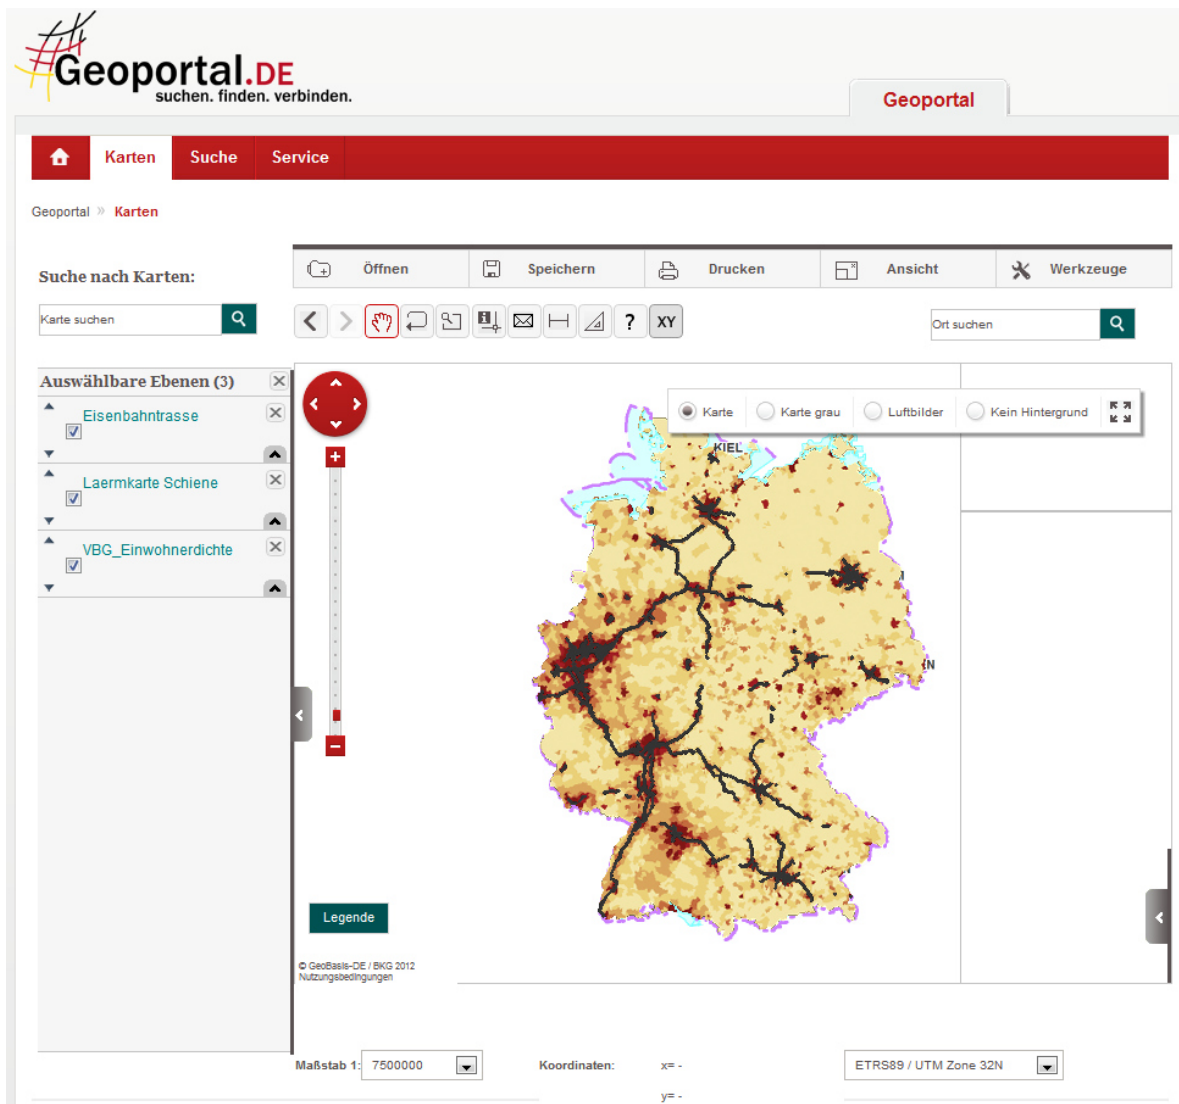 Geoportal.DE
suchen. finden. verbinden.
Geoportal
Karten Suche Service
Geoportal » Karten
Suche nach Karten:
Öffnen Speichern Drucken Ansicht Werkzeuge
Karte suchen
? XY
Ort suchen
Auswählbare Ebenen (3)
Eisenbahntrasse
Laermkarte Schiene
VBG_Einwohnerdichte
Karte Karte grau Luftbilder Kein Hintergrund
KIEL
N
Legende
© GeoBasis-DE / BKG 2012
Nutzungsbedingungen
Maßstab 1: 7500000 Koordinaten: x= - ETRS89 / UTM Zone 32N
y= -